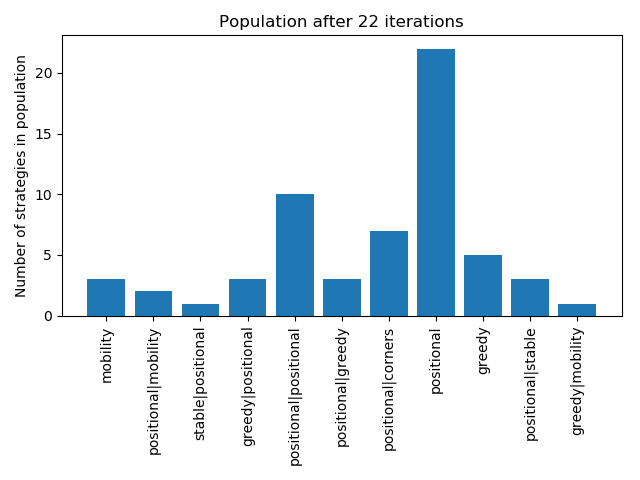 Population after 22 iterations
Number of strategies in population
20
15
10
5
0
mobility
positional|mobility
stable|positional
greedy|positional
positional|positional
positional|greedy
positional|corners
positional
greedy
positional|stable
greedy|mobility